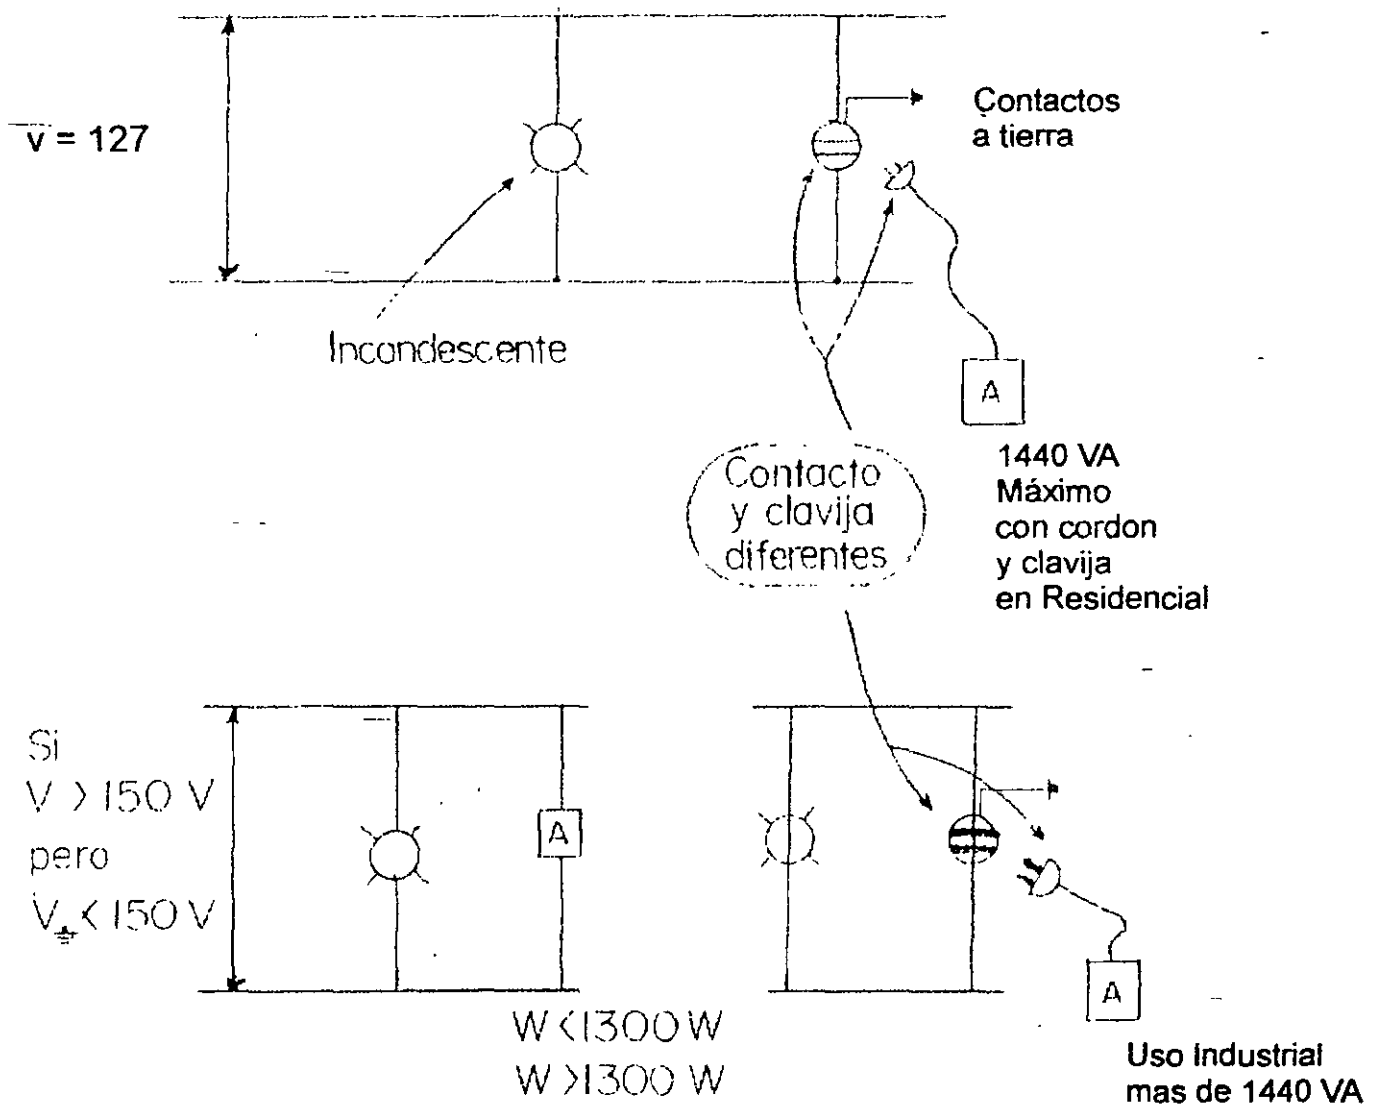 v = 127
Contactos
a tierra
Incandescente
A
1440 VA
Máximo
con cordon
y clavija
en Residencial
Contacto
y clavija
diferentes
Si
V > 150 V
pero
V⏚ < 150 V
A
W < 1300 W
W > 1300 W
A
Uso Industrial
mas de 1440 VA